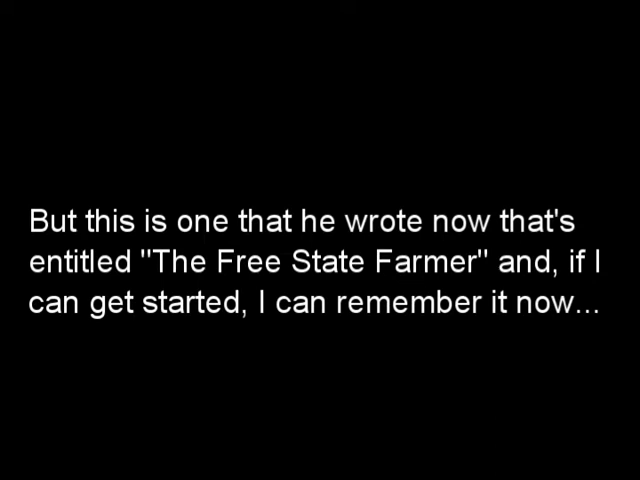 But this is one that he wrote now that's
entitled "The Free State Farmer" and, if I
can get started, I can remember it now...